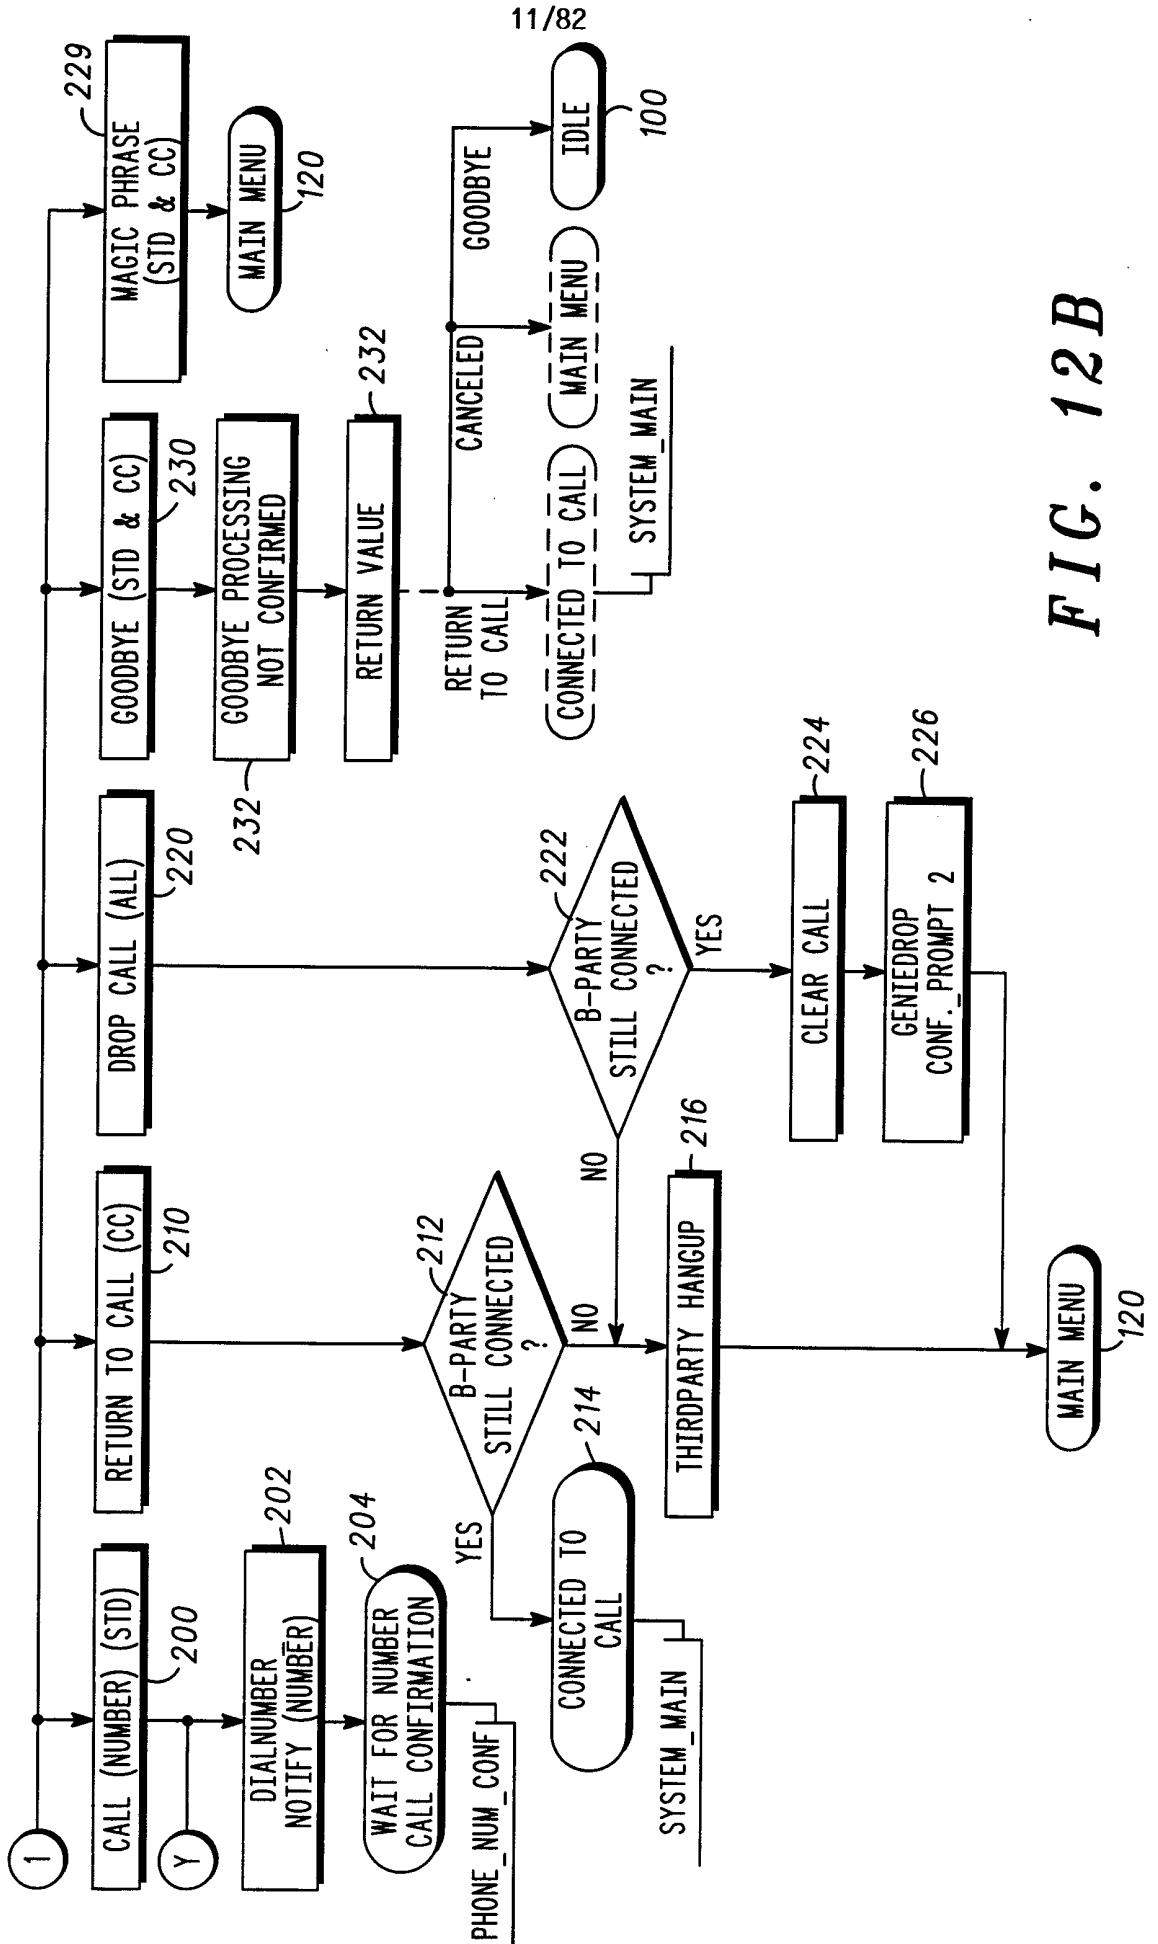 11/82
1
CALL (NUMBER) (STD)
200
Y
DIALNUMBER
NOTIFY (NUMBER)
202
WAIT FOR NUMBER
CALL CONFIRMATION
204
PHONE_NUM_CONF
RETURN TO CALL (CC)
210
B-PARTY
STILL CONNECTED
?
212
YES
NO
CONNECTED TO
CALL
214
SYSTEM_MAIN
THIRDPARTY HANGUP
216
MAIN MENU
120
DROP CALL (ALL)
220
B-PARTY
STILL CONNECTED
?
222
NO
YES
CLEAR CALL
224
GENIEDROP
CONF._PROMPT 2
226
GOODBYE (STD & CC)
230
GOODBYE PROCESSING
NOT CONFIRMED
232
RETURN VALUE
232
RETURN
TO CALL
CANCELED
GOODBYE
CONNECTED TO CALL
MAIN MENU
IDLE
100
SYSTEM_MAIN
MAGIC PHRASE
(STD & CC)
229
MAIN MENU
120
FIG. 12B